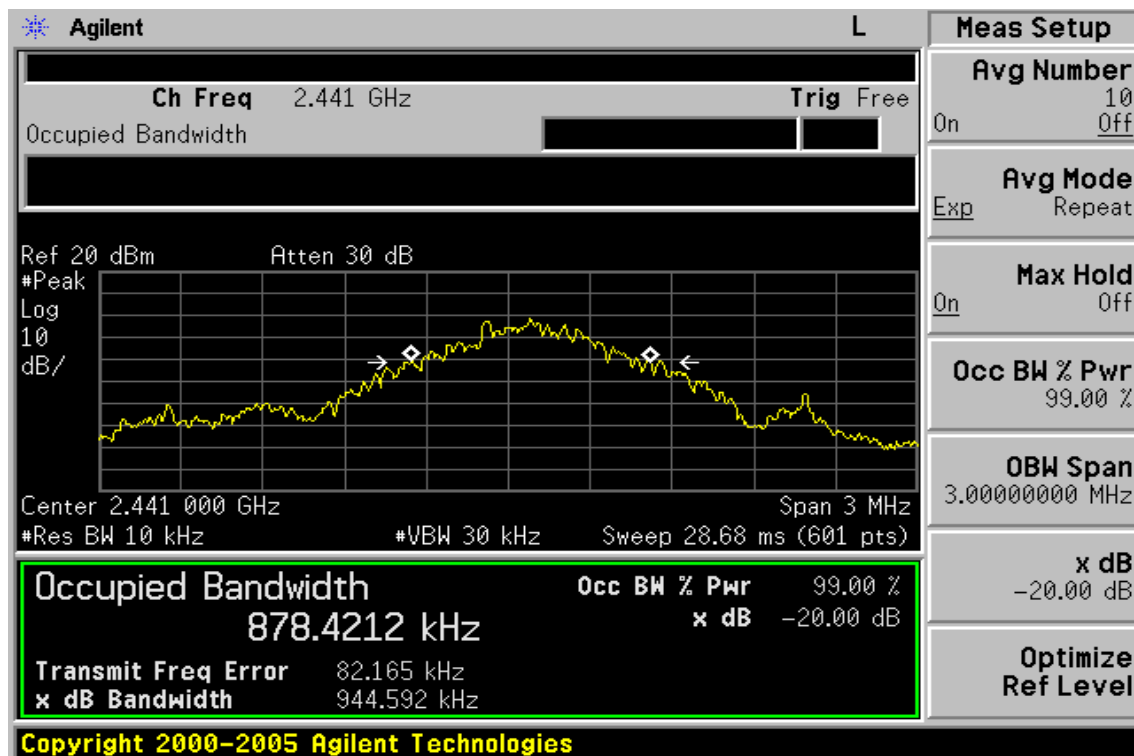 Agilent L Meas Setup
Ch Freq 2.441 GHz Trig Free
Occupied Bandwidth
Ref 20 dBm Atten 30 dB
#Peak
Log
10
dB/
Center 2.441 000 GHz Span 3 MHz
#Res BW 10 kHz #VBW 30 kHz Sweep 28.68 ms (601 pts)
Occupied Bandwidth Occ BW % Pwr 99.00 %
878.4212 kHz x dB -20.00 dB
Transmit Freq Error 82.165 kHz
x dB Bandwidth 944.592 kHz
Avg Number
10
On Off
Avg Mode
Exp Repeat
Max Hold
On Off
Occ BW % Pwr
99.00 %
OBW Span
3.00000000 MHz
x dB
-20.00 dB
Optimize
Ref Level
Copyright 2000-2005 Agilent Technologies